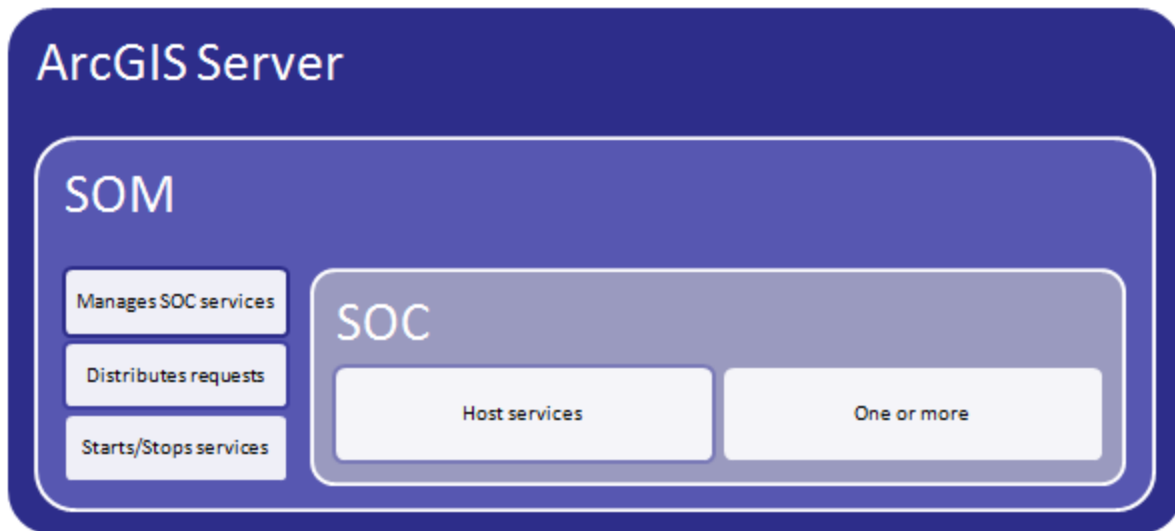 ArcGIS Server
SOM
Manages SOC services
Distributes requests
Starts/Stops services
SOC
Host services
One or more